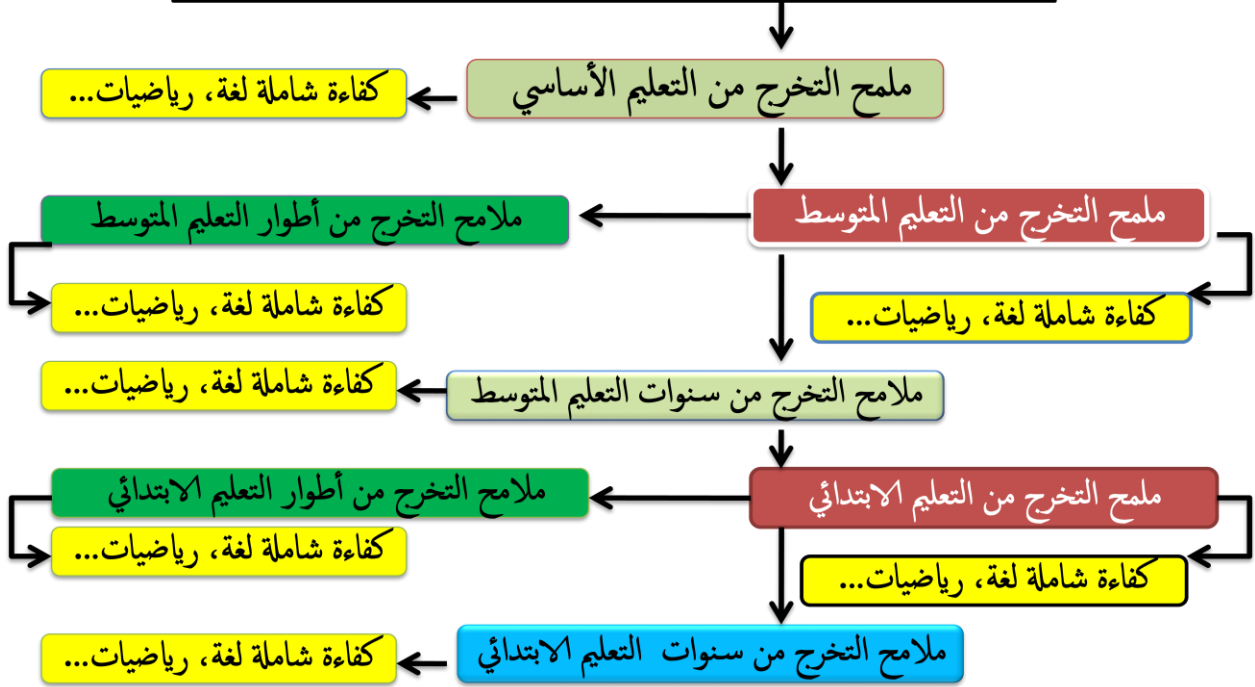 ملمح التخرج من التعليم الأساسي
كفاءة شاملة لغة، رياضيات...
ملمح التخرج من التعليم المتوسط
ملامح التخرج من أطوار التعليم المتوسط
كفاءة شاملة لغة، رياضيات...
كفاءة شاملة لغة، رياضيات...
ملامح التخرج من سنوات التعليم المتوسط
كفاءة شاملة لغة، رياضيات...
ملمح التخرج من التعليم الابتدائي
ملامح التخرج من أطوار التعليم الابتدائي
كفاءة شاملة لغة، رياضيات...
كفاءة شاملة لغة، رياضيات...
ملامح التخرج من سنوات التعليم الابتدائي
كفاءة شاملة لغة، رياضيات...